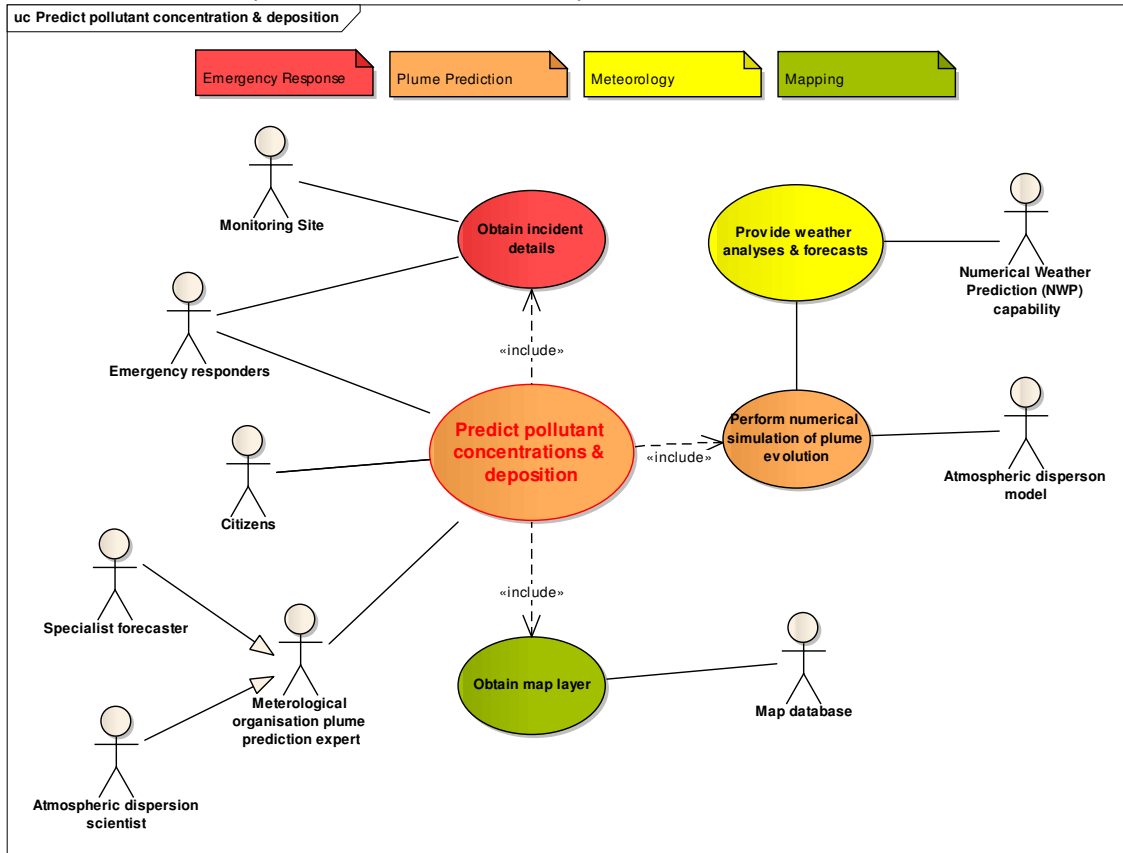 uc Predict pollutant concentration & deposition
Emergency Response
Plume Prediction
Meteorology
Mapping
Monitoring Site
Obtain incident
details
Provide weather
analyses & forecasts
Numerical Weather
Prediction (NWP)
capability
Emergency responders
«include»
Predict pollutant
concentrations &
deposition
«include»
Perform numerical
simulation of plume
evolution
Atmospheric disperson
model
Citizens
Specialist forecaster
«include»
Meterological
organisation plume
prediction expert
Obtain map layer
Map database
Atmospheric dispersion
scientist